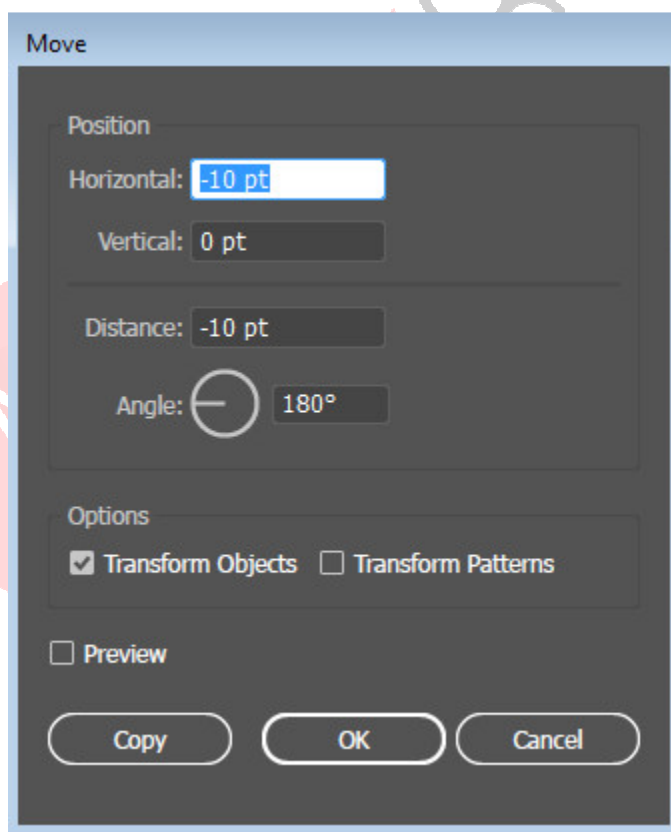 Move
Position
Horizontal: -10 pt
Vertical: 0 pt
Distance: -10 pt
Angle: 180°
Options
Transform Objects Transform Patterns
Preview
Copy OK Cancel